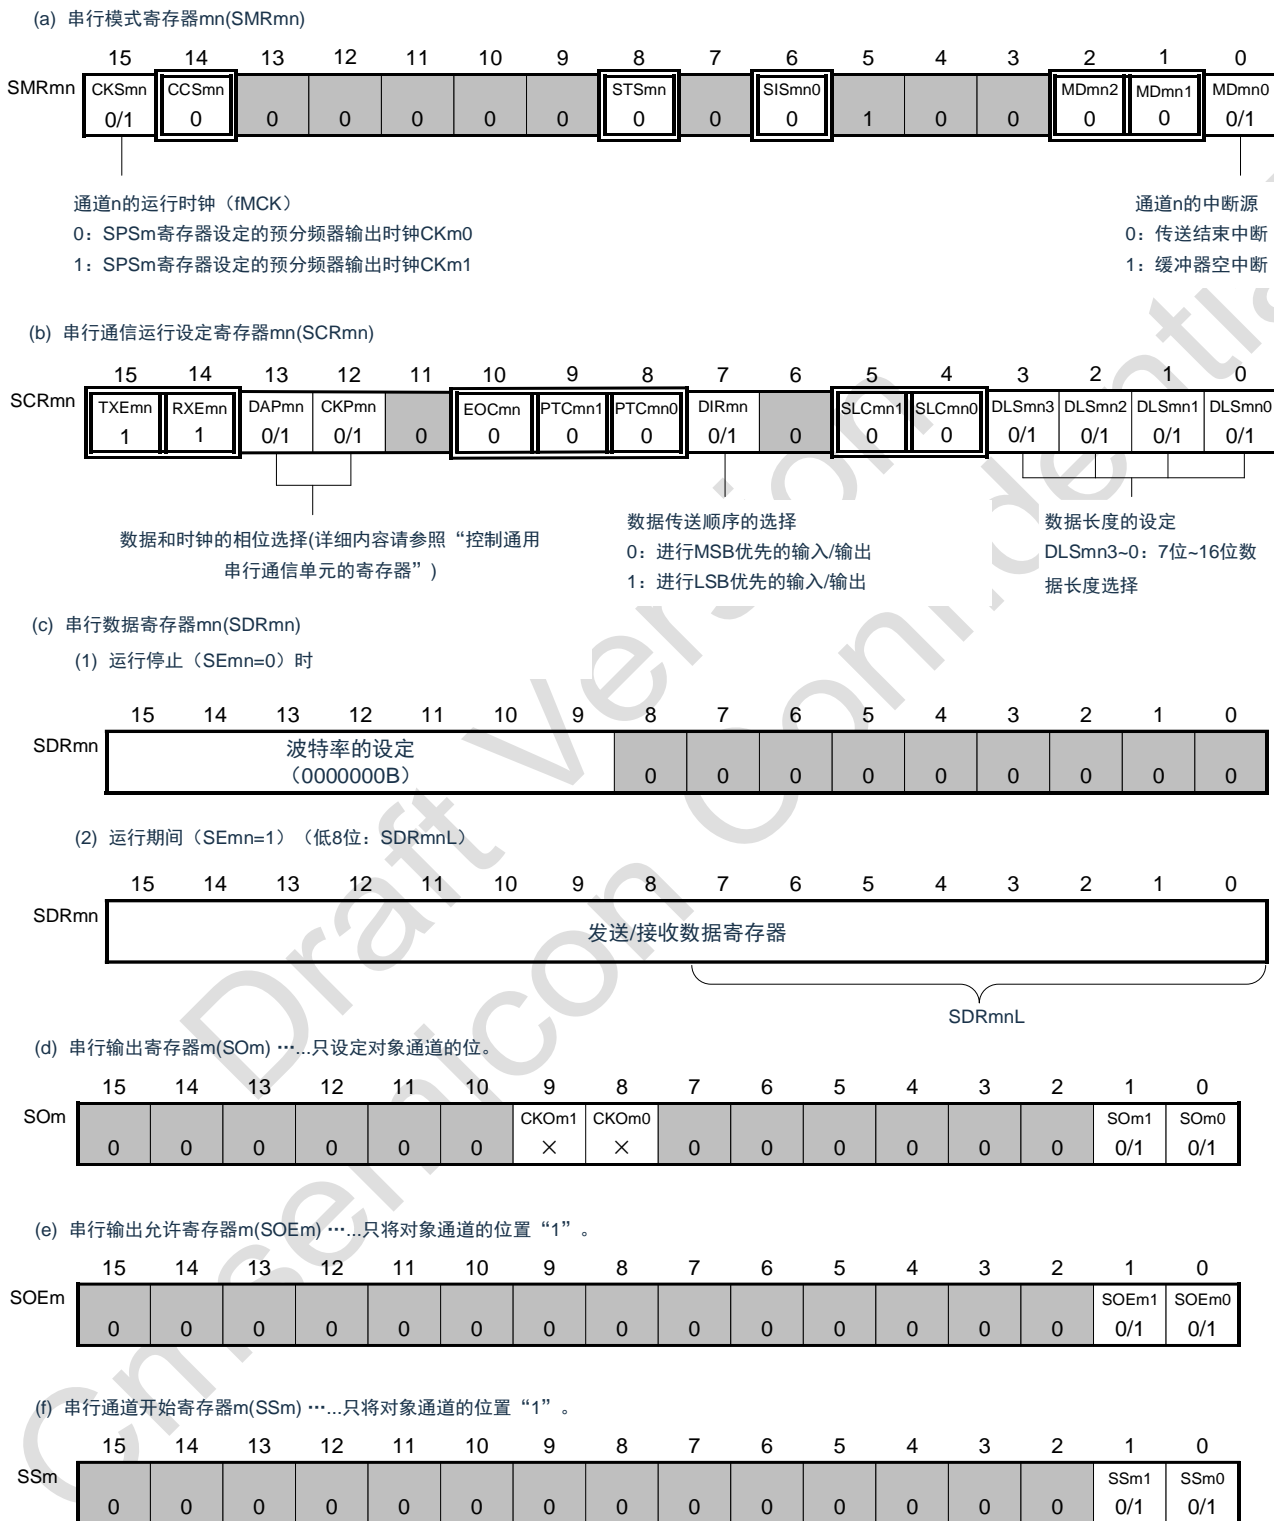 (a) 串行模式寄存器mn(SMRmn)
15 14 13 12 11 10 9 8 7 6 5 4 3 2 1 0
SMRmn CKSmn CCSmn STSmn SISmn0 MDmn2 MDmn1 MDmn0
0/1 0 0 0 0 0 0 0 0 0 1 0 0 0 0 0/1
通道n的运行时钟（fMCK） 通道n的中断源
0：SPSm寄存器设定的预分频器输出时钟CKm0 0：传送结束中断
1：SPSm寄存器设定的预分频器输出时钟CKm1 1：缓冲器空中断
(b) 串行通信运行设定寄存器mn(SCRmn)
15 14 13 12 11 10 9 8 7 6 5 4 3 2 1 0
SCRmn TXEmn RXEmn DAPmn CKPmn EOCmn PTCmn1 PTCmn0 DIRmn SLCmn1 SLCmn0 DLSmn3 DLSmn2 DLSmn1 DLSmn0
1 1 0/1 0/1 0 0 0 0 0/1 0 0 0 0/1 0/1 0/1 0/1
数据和时钟的相位选择(详细内容请参照“控制通用
串行通信单元的寄存器”)
数据传送顺序的选择
0：进行MSB优先的输入/输出
1：进行LSB优先的输入/输出
数据长度的设定
DLSmn3~0：7位~16位数
据长度选择
(c) 串行数据寄存器mn(SDRmn)
(1) 运行停止（SEmn=0）时
15 14 13 12 11 10 9 8 7 6 5 4 3 2 1 0
SDRmn 波特率的设定
（0000000B） 0 0 0 0 0 0 0 0 0
(2) 运行期间（SEmn=1）（低8位：SDRmnL）
15 14 13 12 11 10 9 8 7 6 5 4 3 2 1 0
SDRmn 发送/接收数据寄存器
SDRmnL
(d) 串行输出寄存器m(SOm) ⋯...只设定对象通道的位。
15 14 13 12 11 10 9 8 7 6 5 4 3 2 1 0
SOm CKOm1 CKOm0 SOm1 SOm0
0 0 0 0 0 0 × × 0 0 0 0 0 0 0/1 0/1
(e) 串行输出允许寄存器m(SOEm) ⋯...只将对象通道的位置“1”。
15 14 13 12 11 10 9 8 7 6 5 4 3 2 1 0
SOEm SOEm1 SOEm0
0 0 0 0 0 0 0 0 0 0 0 0 0 0 0/1 0/1
(f) 串行通道开始寄存器m(SSm) ⋯...只将对象通道的位置“1”。
15 14 13 12 11 10 9 8 7 6 5 4 3 2 1 0
SSm SSm1 SSm0
0 0 0 0 0 0 0 0 0 0 0 0 0 0 0/1 0/1
Draft Version
Cmsemicon Confidential